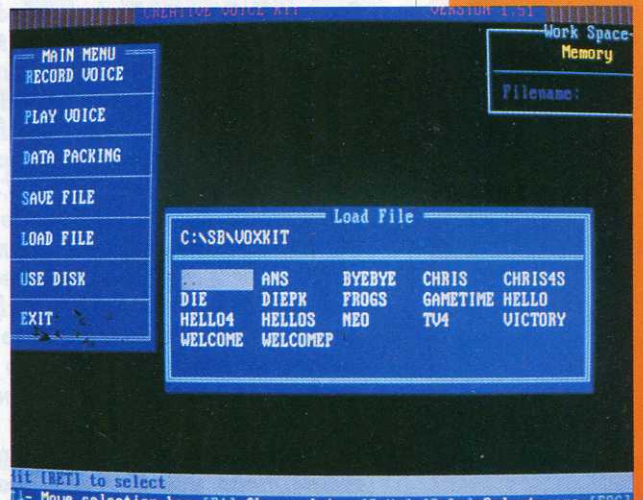 CREATIVE VOICE KIT VERSION 1.51
Work Space
Memory
Filename:
MAIN MENU
RECORD VOICE
PLAY VOICE
DATA PACKING
SAVE FILE
LOAD FILE
USE DISK
EXIT
Load File
C:\SB\VOXKIT
.. ANS BYEBYE CHRIS CHRIS4S
DIE DIEPK FROGS GAMETIME HELLO
HELLO4 HELLOS NEO TV4 VICTORY
WELCOME WELCOMEP
Hit [RET] to select
- Move selection